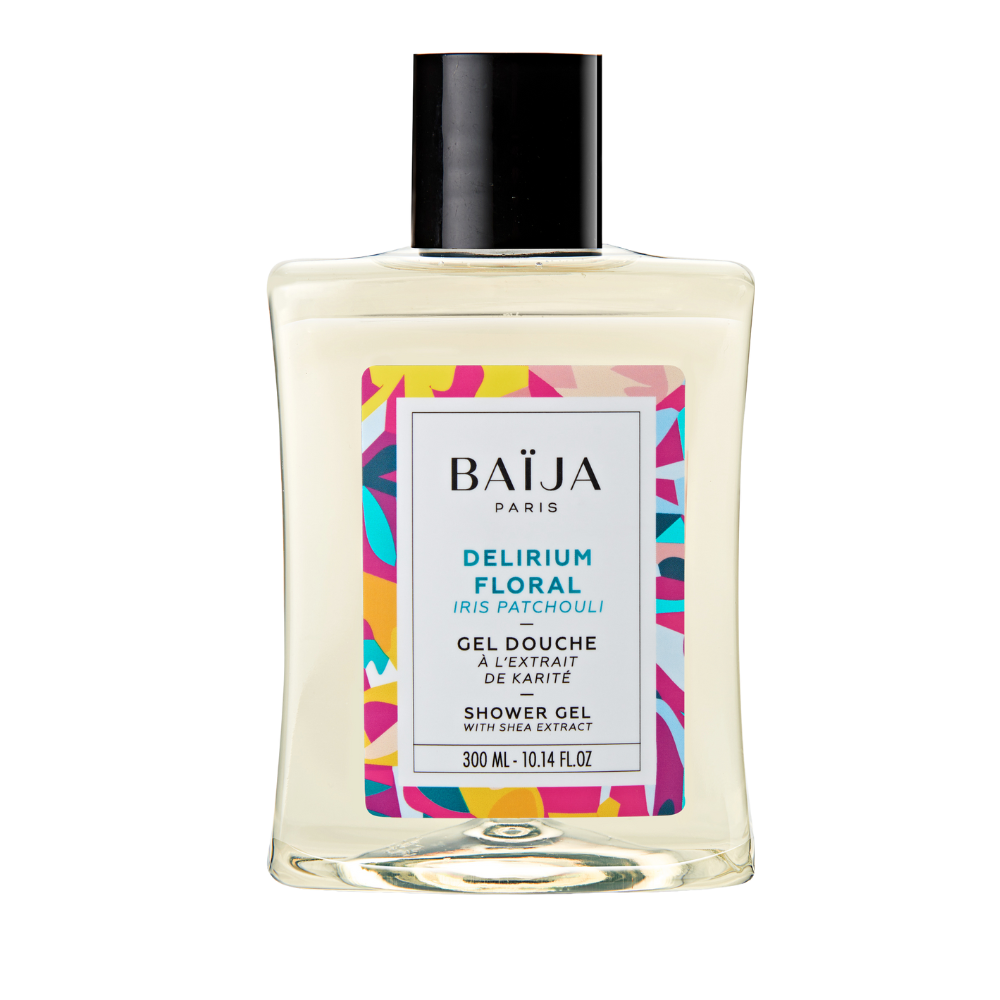 BAÏJA
PARIS
DELIRIUM
FLORAL
IRIS PATCHOULI
—
GEL DOUCHE
À L'EXTRAIT
DE KARITÉ
—
SHOWER GEL
WITH SHEA EXTRACT
300 ML - 10.14 FL.OZ